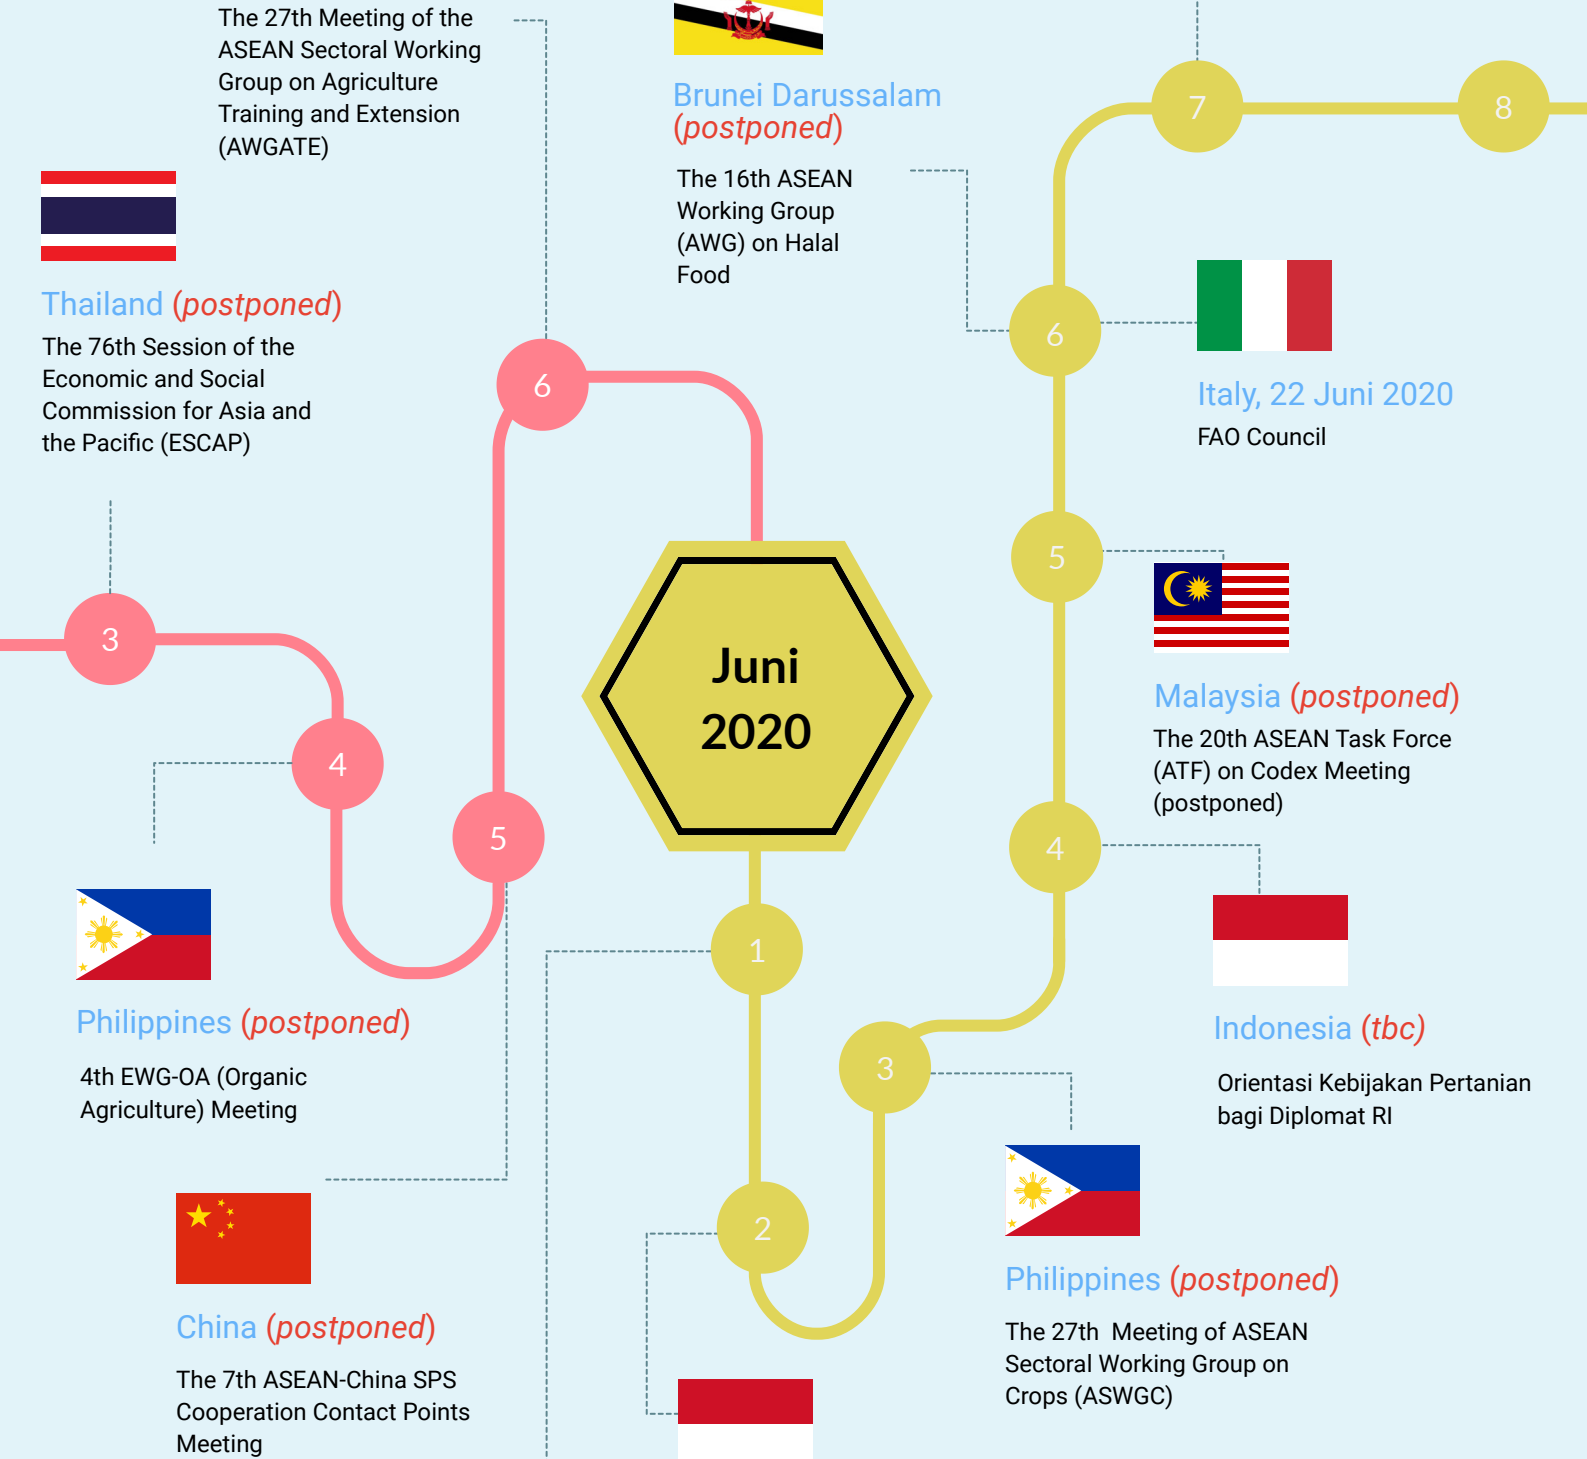 The 27th Meeting of the
ASEAN Sectoral Working
Group on Agriculture
Training and Extension
(AWGATE)
Thailand (postponed)
The 76th Session of the
Economic and Social
Commission for Asia and
the Pacific (ESCAP)
3
4
5
6
Philippines (postponed)
4th EWG-OA (Organic
Agriculture) Meeting
China (postponed)
The 7th ASEAN-China SPS
Cooperation Contact Points
Meeting
Juni
2020
1
2
3
Philippines (postponed)
The 27th  Meeting of ASEAN
Sectoral Working Group on
Crops (ASWGC)
4
Indonesia (tbc)
Orientasi Kebijakan Pertanian
bagi Diplomat RI
5
Malaysia (postponed)
The 20th ASEAN Task Force
(ATF) on Codex Meeting
(postponed)
6
Brunei Darussalam
(postponed)
The 16th ASEAN
Working Group
(AWG) on Halal
Food
Italy, 22 Juni 2020
FAO Council
7
8